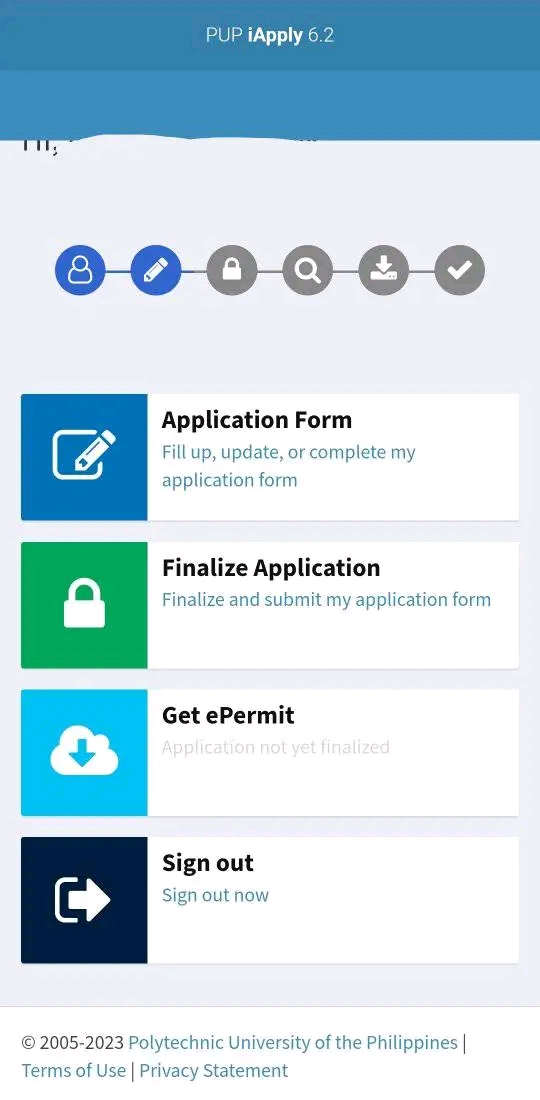 PUP iApply 6.2
Hi,
Application Form
Fill up, update, or complete my
application form
Finalize Application
Finalize and submit my application form
Get ePermit
Application not yet finalized
Sign out
Sign out now
© 2005-2023 Polytechnic University of the Philippines |
Terms of Use | Privacy Statement